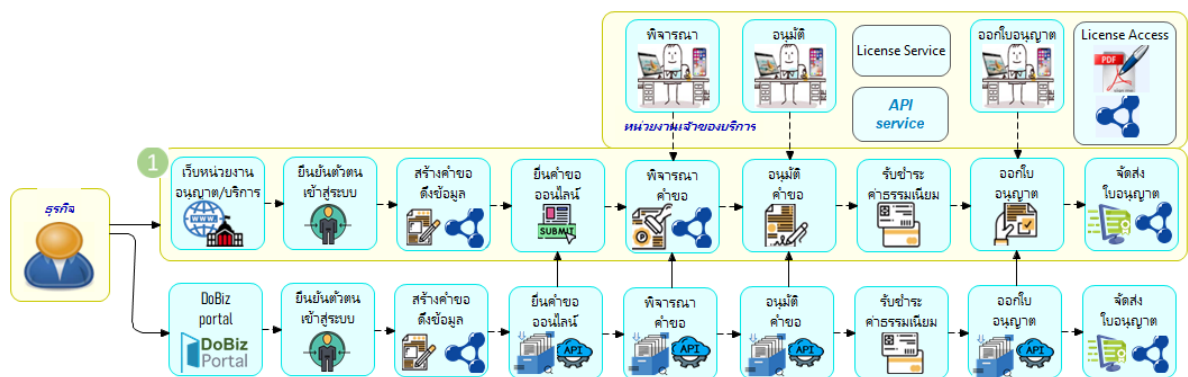 พิจารณา
อนุมัติ
License Service
ออกใบอนุญาต
License Access
PDF
API
service
หน่วยงานเจ้าของบริการ
1
ธุรกิจ
เว็บหน่วยงาน
อนุญาต/บริการ
WWW
ยืนยันตัวตน
เข้าสู่ระบบ
สร้างคำขอ
ดึงข้อมูล
ยื่นคำขอ
ออนไลน์
SUBMIT
พิจารณา
คำขอ
อนุมัติ
คำขอ
รับชำระ
ค่าธรรมเนียม
ออกใบ
อนุญาต
จัดส่ง
ใบอนุญาต
DoBiz
portal
DoBiz
Portal
ยืนยันตัวตน
เข้าสู่ระบบ
สร้างคำขอ
ดึงข้อมูล
ยื่นคำขอ
ออนไลน์
API
พิจารณา
คำขอ
API
อนุมัติ
คำขอ
API
รับชำระ
ค่าธรรมเนียม
ออกใบ
อนุญาต
API
จัดส่ง
ใบอนุญาต